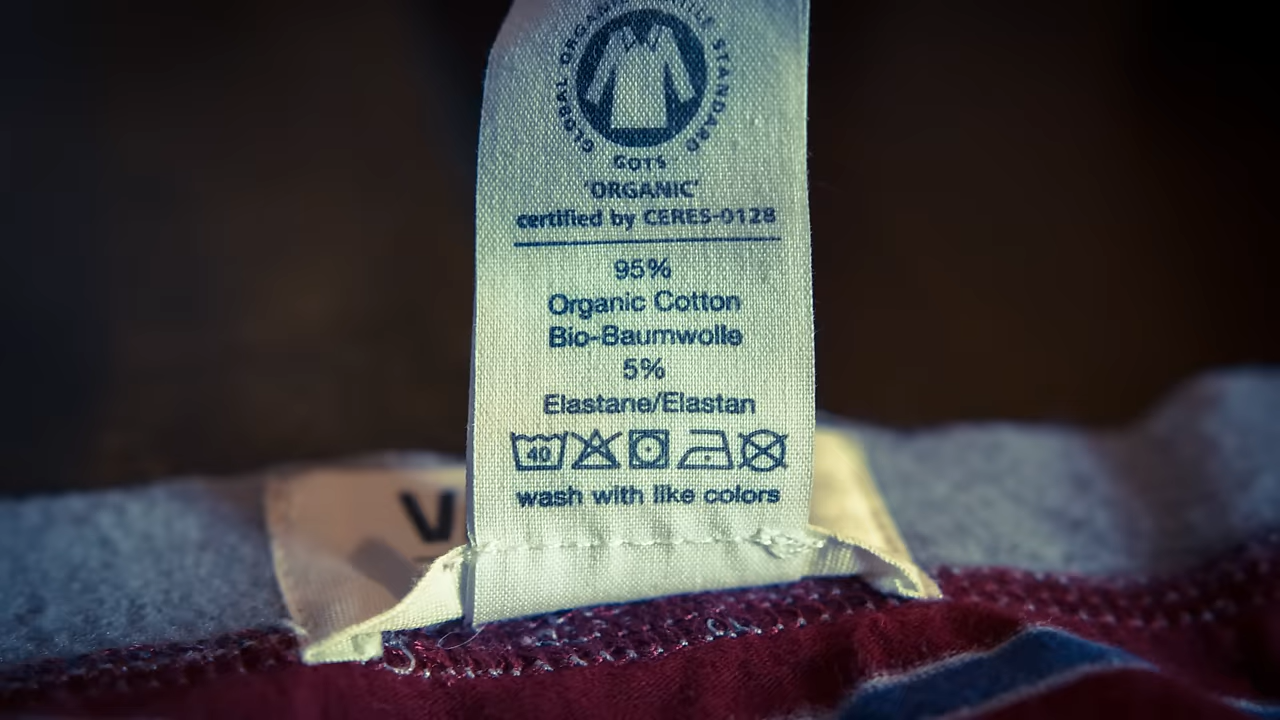 GLOBAL ORGANIC TEXTILE STANDARD
GOTS
'ORGANIC'
certified by CERES-0128
95%
Organic Cotton
Bio-Baumwolle
5%
Elastane/Elastan
40
wash with like colors
V